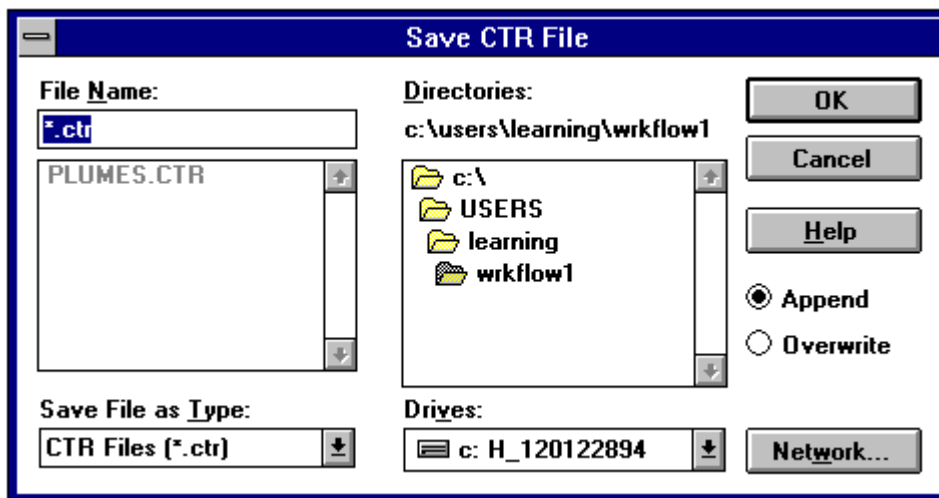 Save CTR File
File Name:
*.ctr
PLUMES.CTR
Save File as Type:
CTR Files (*.ctr)
Directories:
c:\users\learning\wrkflow1
c:\
USERS
learning
wrkflow1
Drives:
c: H_120122894
OK
Cancel
Help
Append
Overwrite
Network...